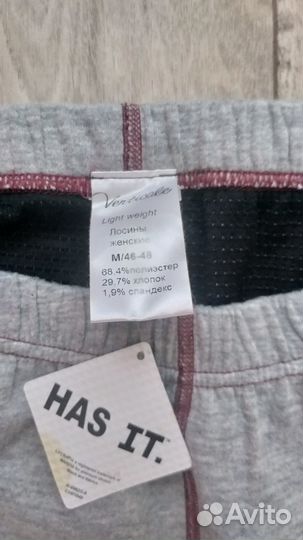 Light weight
Лосины
женские
M/46-48
68.4%полиэстер
29.7% хлопок
1,9% спандекс
HAS IT.
Avito